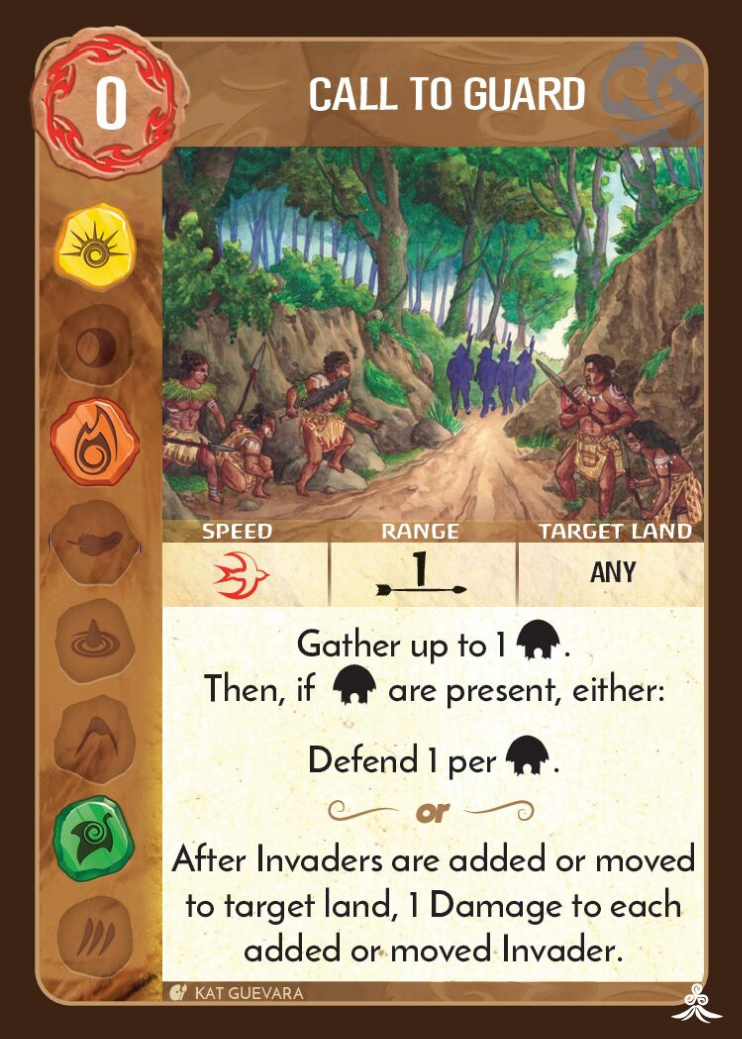 0
CALL TO GUARD
SPEED RANGE TARGET LAND
1 ANY
Gather up to 1 .
Then, if are present, either:
Defend 1 per .
or
After Invaders are added or moved
to target land, 1 Damage to each
added or moved Invader.
KAT GUEVARA